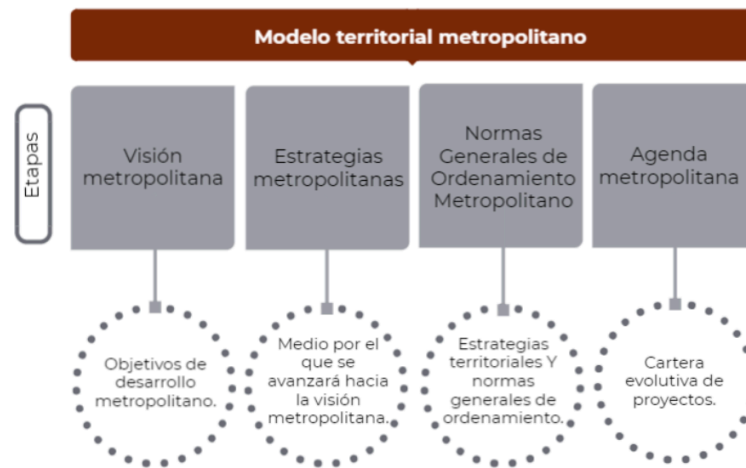 Modelo territorial metropolitano
Etapas
Visión
metropolitana
Estrategias
metropolitanas
Normas
Generales de
Ordenamiento
Metropolitano
Agenda
metropolitana
Objetivos de
desarrollo
metropolitano.
Medio por el
que se
avanzará hacia
la visión
metropolitana.
Estrategias
territoriales Y
normas
generales de
ordenamiento.
Cartera
evolutiva de
proyectos.